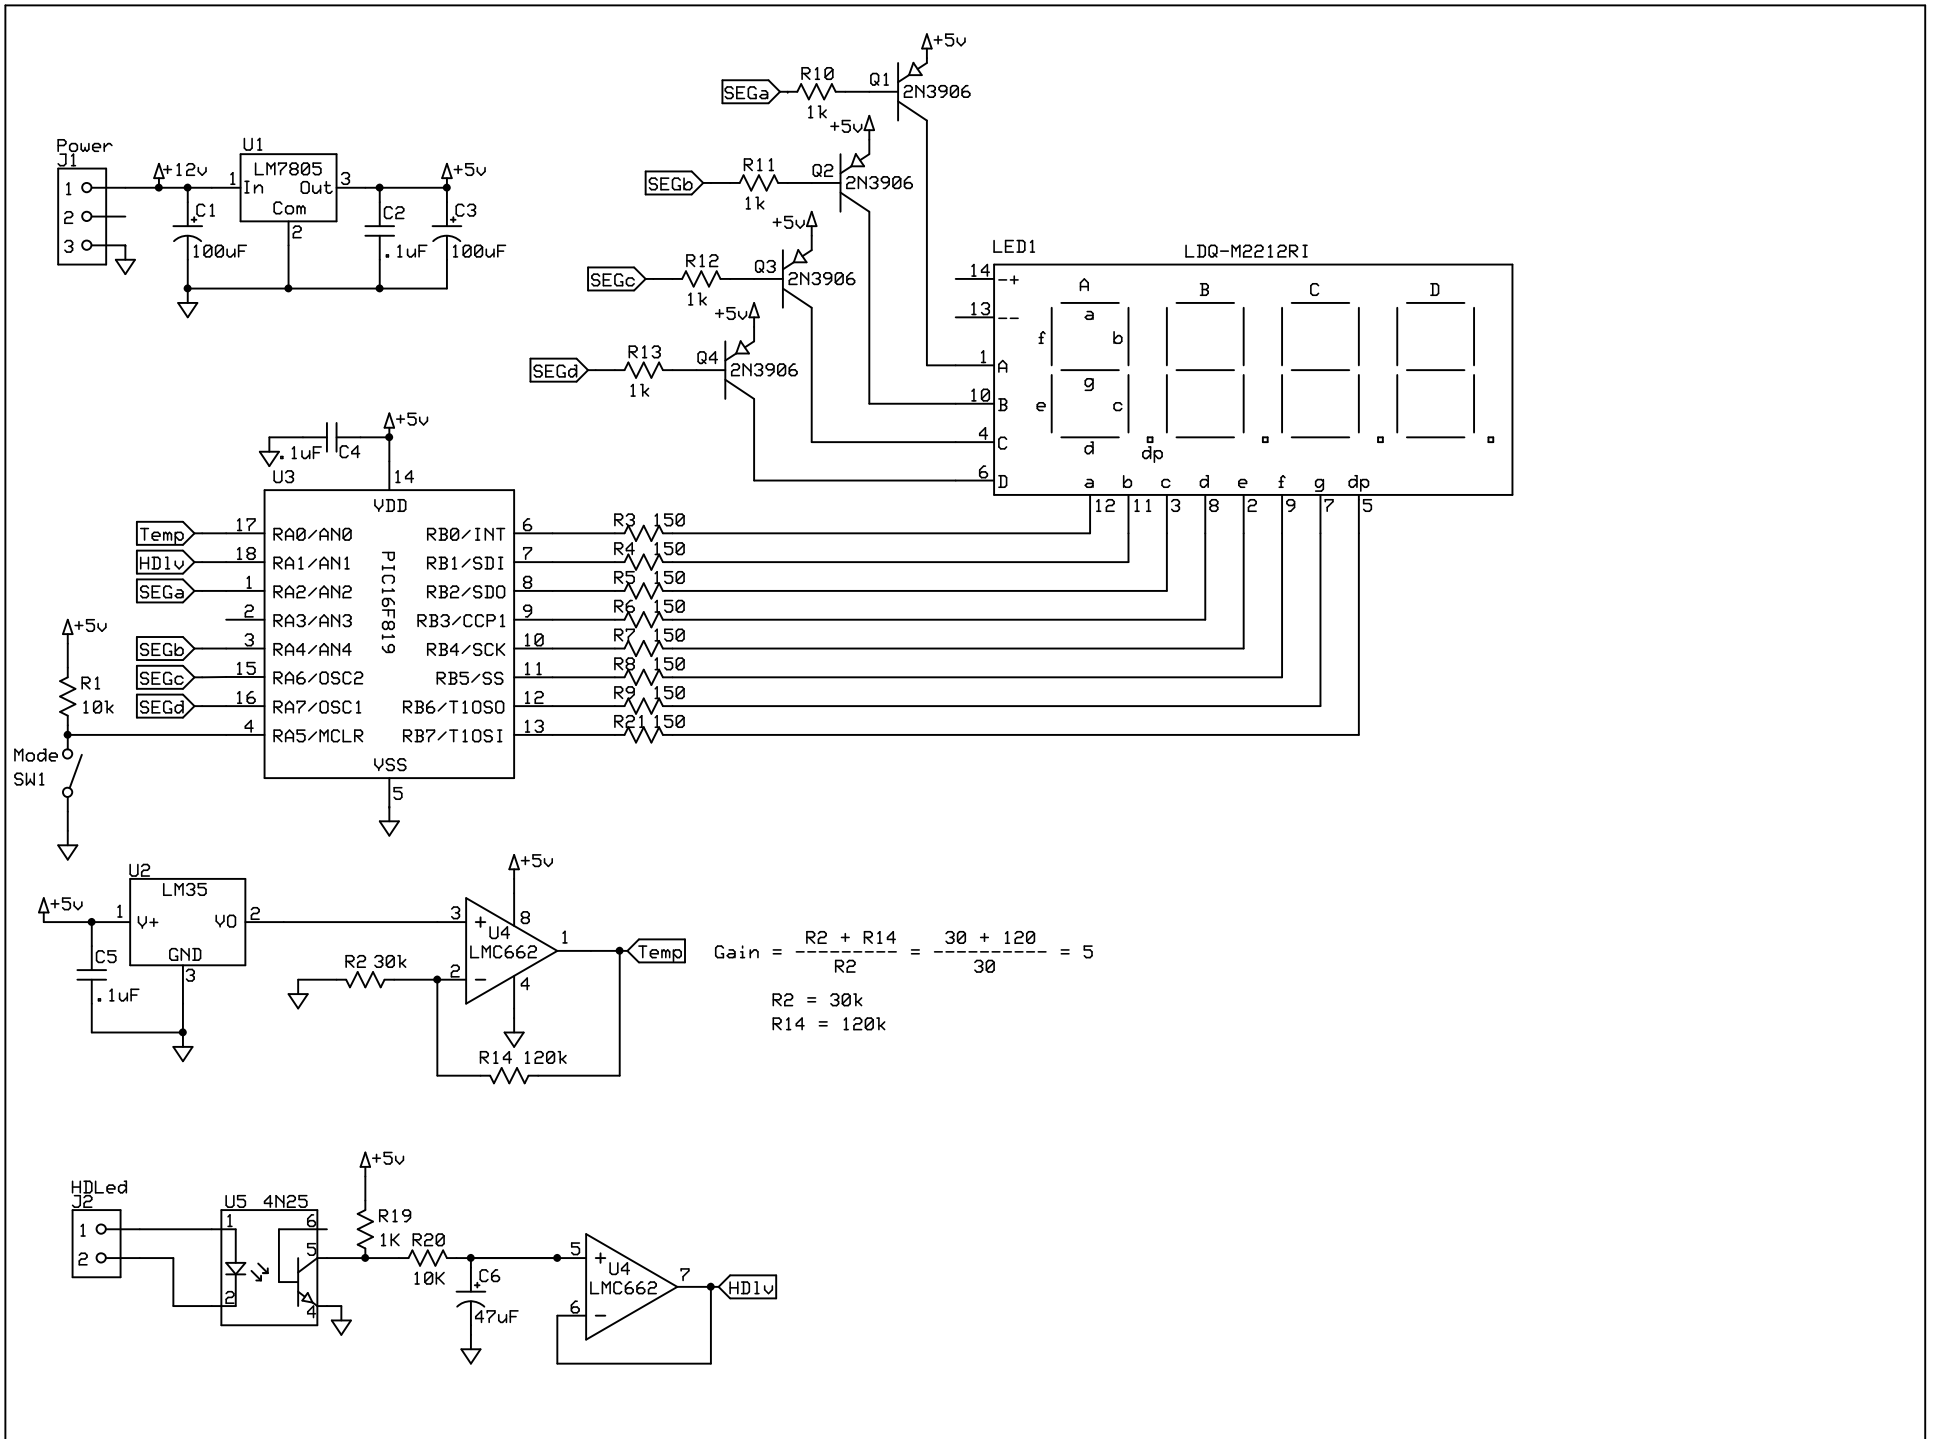 +5v
R10
Q1
SEGa
2N3906
1k
+5v
R11
Q2
SEGb
2N3906
1k
+5v
R12
Q3
SEGc
2N3906
1k
+5v
R13
Q4
SEGd
2N3906
1k
Power
J1
1
2
3
+12v
U1
LM7805
1
In
Out
3
Com
2
+5v
C1
100uF
C2
.1uF
C3
100uF
LED1
LDQ-M2212RI
14
-+
13
--
1
A
10
B
4
C
6
D
A
B
C
D
a
f
b
g
e
c
d
dp
a b c d e f g dp
12 11 3 8 2 9 7 5
+5v
.1uF
C4
U3
14
VDD
PIC16F819
Temp
17
RA0/AN0
RB0/INT
6
R3 150
HDlv
18
RA1/AN1
RB1/SDI
7
R4 150
SEGa
1
RA2/AN2
RB2/SDO
8
R5 150
2
RA3/AN3
RB3/CCP1
9
R6 150
SEGb
3
RA4/AN4
RB4/SCK
10
R7 150
SEGc
15
RA6/OSC2
RB5/SS
11
R8 150
SEGd
16
RA7/OSC1
RB6/T1OSO
12
R9 150
4
RA5/MCLR
RB7/T1OSI
13
R21 150
VSS
5
+5v
R1
10k
Mode
SW1
U2
LM35
+5v
1
V+
VO
2
GND
3
C5
.1uF
+5v
3
+
8
U4
LMC662
1
2
-
4
Temp
R2 30k
R14 120k
Gain = R2 + R14 = 30 + 120 = 5
---------- ----------
R2 30
R2 = 30k
R14 = 120k
HDLed
J2
1
2
U5 4N25
1
2
6
5
4
+5v
R19
1K
R20
10K
C6
47uF
5
+
U4
LMC662
7
6
-
HDlv